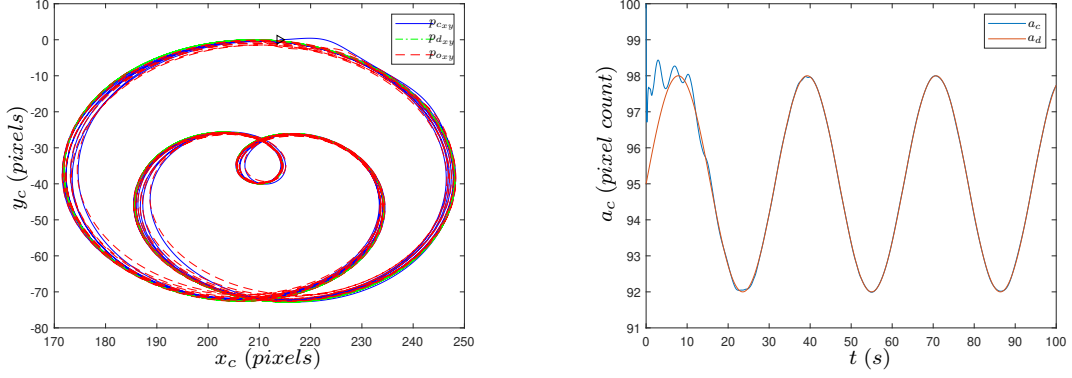 p_{c_{xy}}
p_{d_{xy}}
p_{o_{xy}}
10
0
-10
-20
-30
-40
-50
-60
-70
-80
y_c (pixels)
170 180 190 200 210 220 230 240 250
x_c (pixels)
a_c
a_d
100
99
98
97
96
95
94
93
92
91
a_c (pixel count)
0 10 20 30 40 50 60 70 80 90 100
t (s)